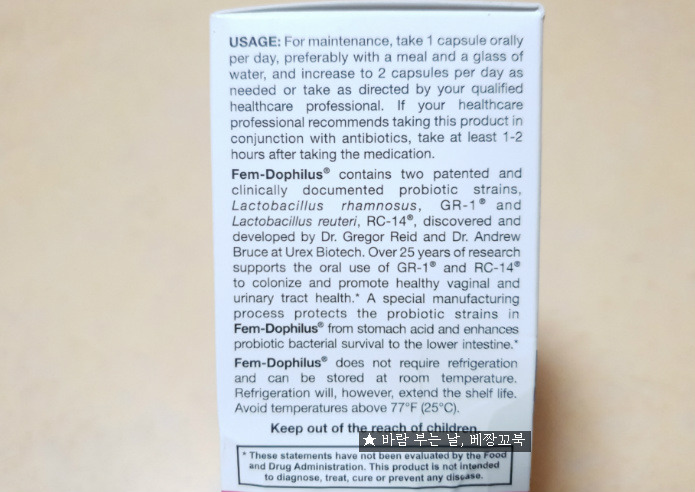 USAGE: For maintenance, take 1 capsule orally
per day, preferably with a meal and a glass of
water, and increase to 2 capsules per day as
needed or take as directed by your qualified
healthcare professional. If your healthcare
professional recommends taking this product in
conjunction with antibiotics, take at least 1-2
hours after taking the medication.
Fem-Dophilus® contains two patented and
clinically documented probiotic strains,
Lactobacillus rhamnosus, GR-1® and
Lactobacillus reuteri, RC-14®, discovered and
developed by Dr. Gregor Reid and Dr. Andrew
Bruce at Urex Biotech. Over 25 years of research
supports the oral use of GR-1® and RC-14®
to colonize and promote healthy vaginal and
urinary tract health.* A special manufacturing
process protects the probiotic strains in
Fem-Dophilus® from stomach acid and enhances
probiotic bacterial survival to the lower intestine.*
Fem-Dophilus® does not require refrigeration
and can be stored at room temperature.
Refrigeration will, however, extend the shelf life.
Avoid temperatures above 77°F (25°C).
Keep out of the reach of children.
★ 바람 부는 날, 베짱꼬북
* These statements have not been evaluated by the Food
and Drug Administration. This product is not intended
to diagnose, treat, cure or prevent any disease.